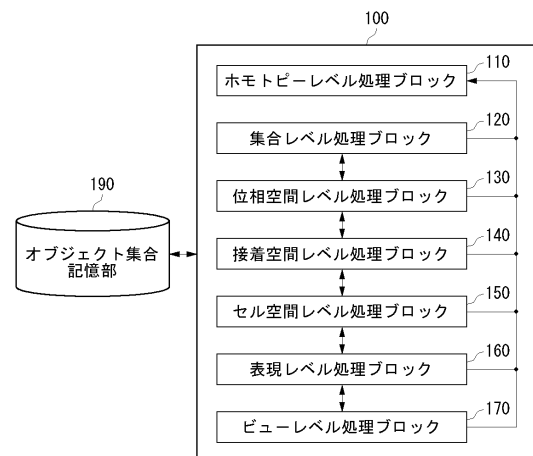 100
110
ホモトピーレベル処理ブロック
120
集合レベル処理ブロック
130
位相空間レベル処理ブロック
190
オブジェクト集合
記憶部
140
接着空間レベル処理ブロック
150
セル空間レベル処理ブロック
160
表現レベル処理ブロック
170
ビューレベル処理ブロック